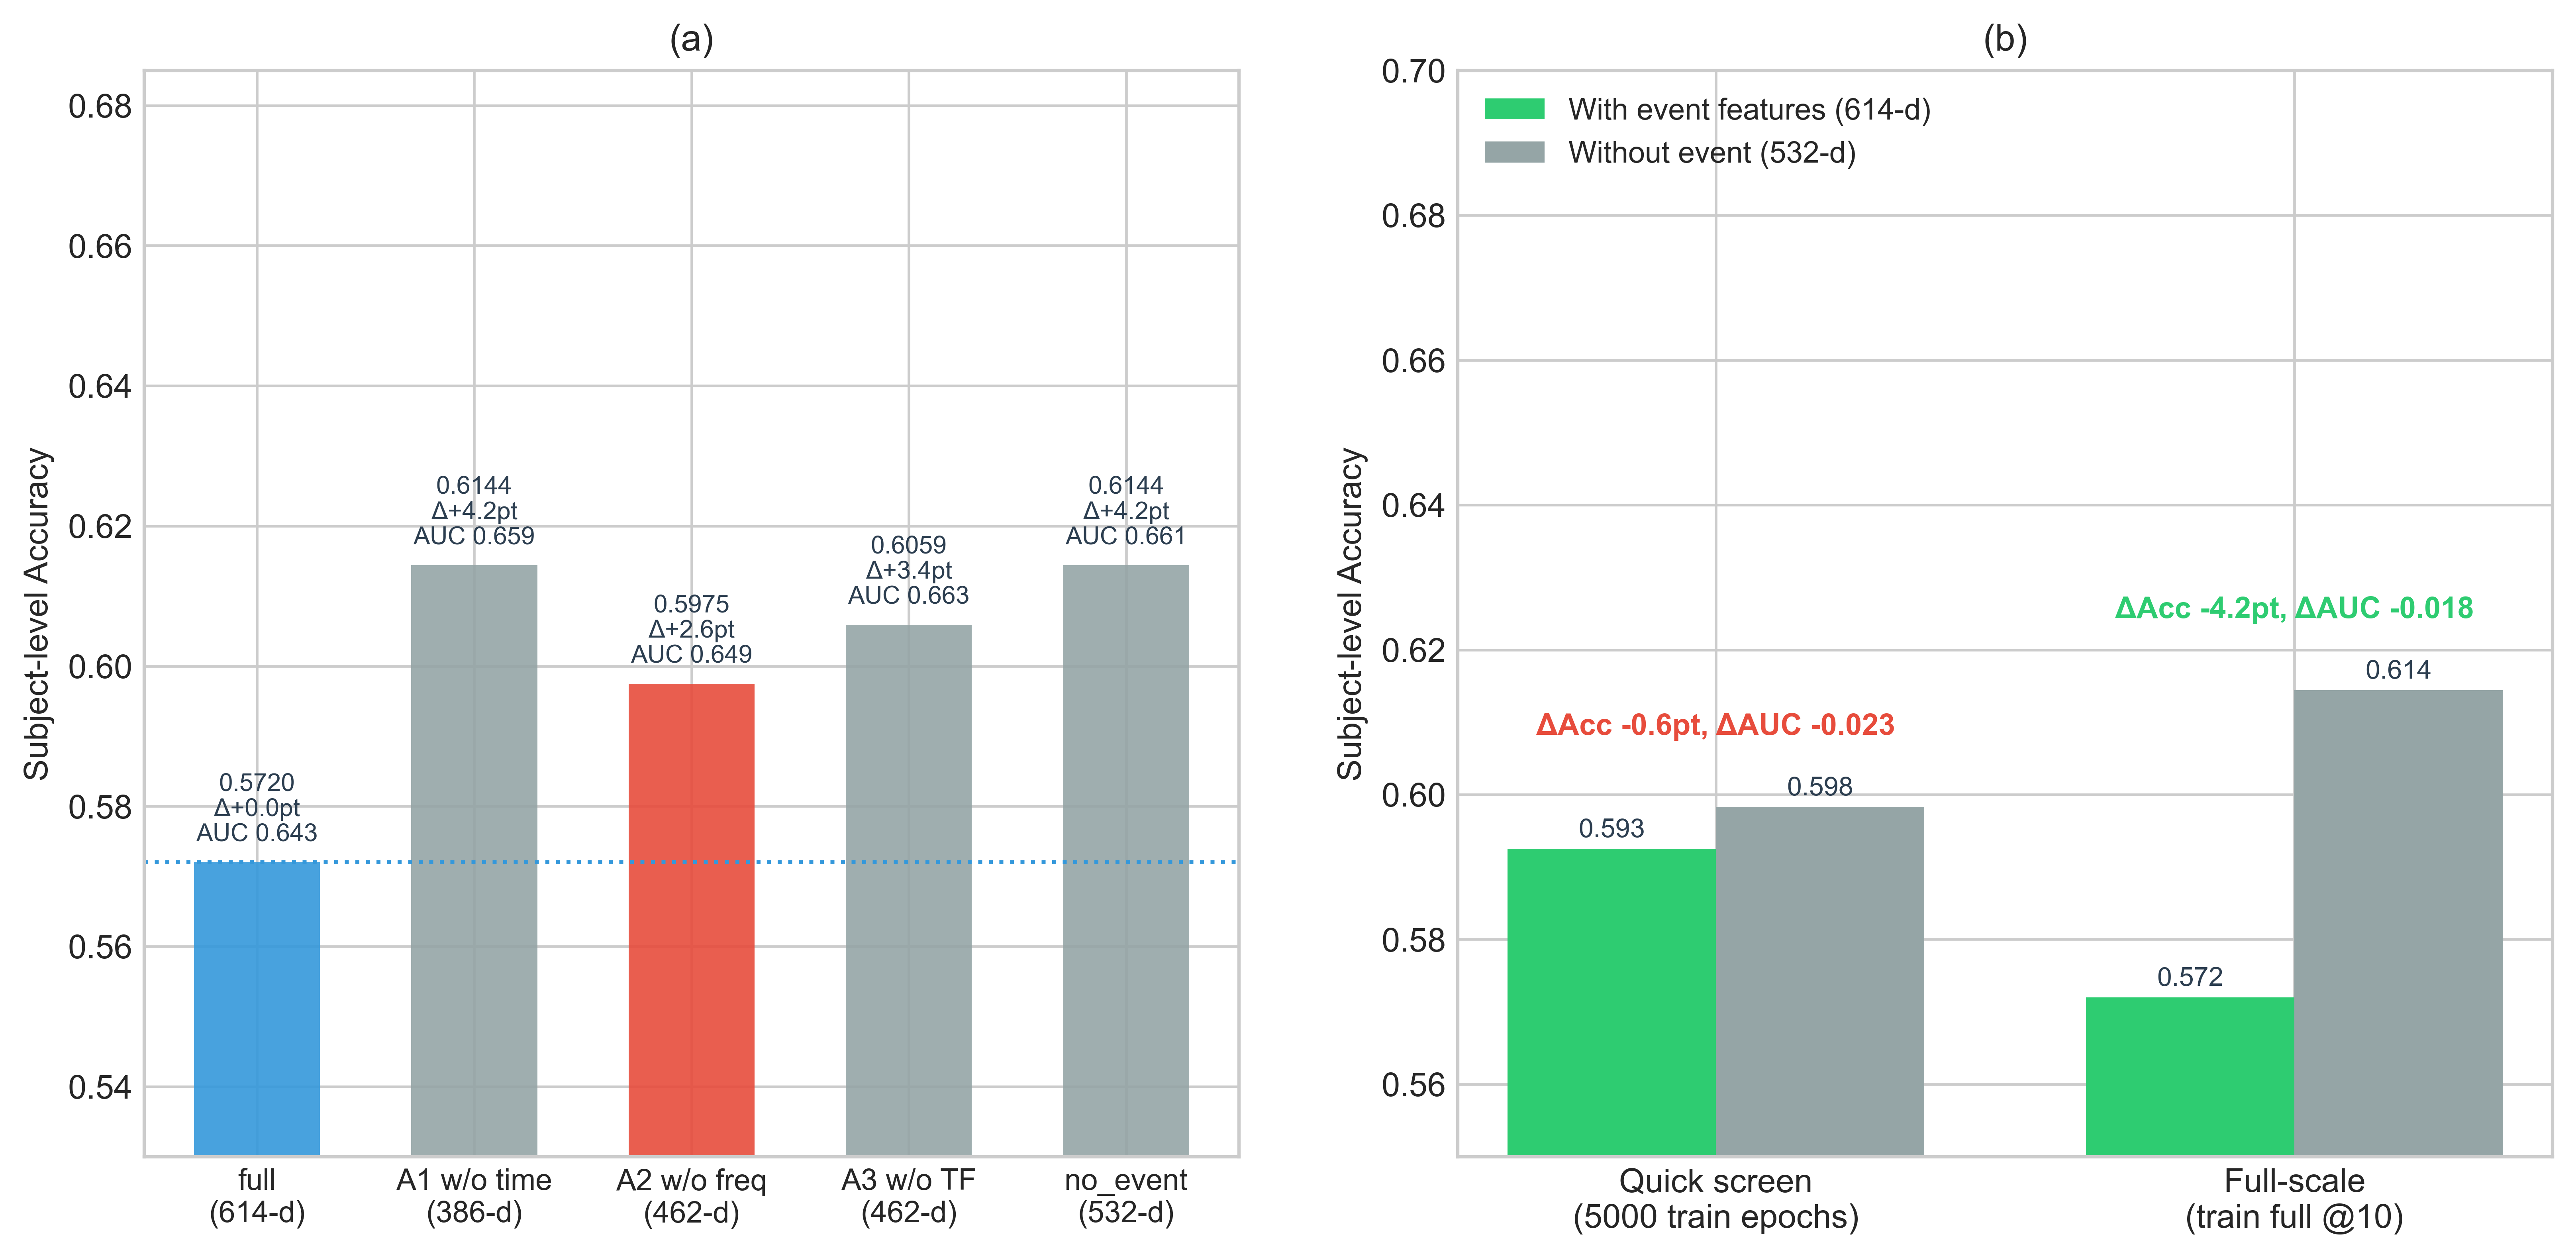 (a)
Subject-level Accuracy
0.68
0.66
0.64
0.62
0.60
0.58
0.56
0.54
0.5720
Δ+0.0pt
AUC 0.643
0.6144
Δ+4.2pt
AUC 0.659
0.5975
Δ+2.6pt
AUC 0.649
0.6059
Δ+3.4pt
AUC 0.663
0.6144
Δ+4.2pt
AUC 0.661
full
(614-d)
A1 w/o time
(386-d)
A2 w/o freq
(462-d)
A3 w/o TF
(462-d)
no_event
(532-d)
(b)
Subject-level Accuracy
0.70
0.68
0.66
0.64
0.62
0.60
0.58
0.56
With event features (614-d)
Without event (532-d)
ΔAcc -0.6pt, ΔAUC -0.023
0.593
0.598
ΔAcc -4.2pt, ΔAUC -0.018
0.572
0.614
Quick screen
(5000 train epochs)
Full-scale
(train full @10)